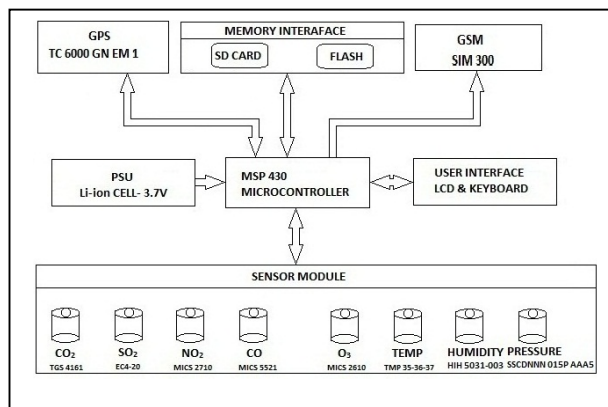 GPS
TC 6000 GN EM 1
MEMORY INTERAFACE
SD CARD
FLASH
GSM
SIM 300
PSU
Li-ion CELL- 3.7V
MSP 430
MICROCONTROLLER
USER INTERFACE
LCD & KEYBOARD
SENSOR MODULE
CO₂
SO₂
NO₂
CO
O₃
TEMP
HUMIDITY
PRESSURE
TGS 4161
EC4-20
MICS 2710
MICS 5521
MICS 2610
TMP 35-36-37
HIH 5031-003
SSCDNNN 015P AAA5